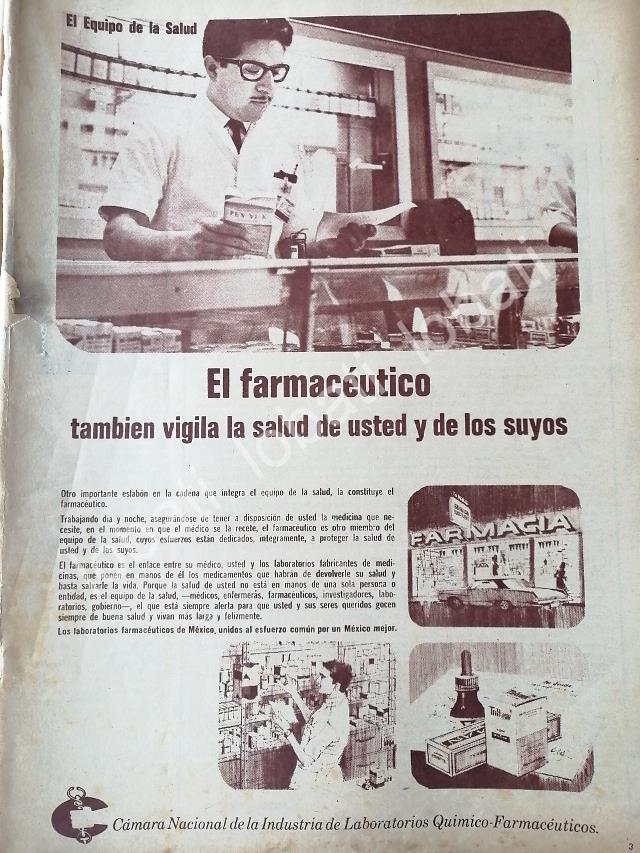 El Equipo de la Salud
PEN VI K
El farmacéutico
tambien vigila la salud de usted y de los suyos
Otro importante eslabón en la cadena que integra el equipo de la salud, la constituye el
farmacéutico.
Trabajando día y noche, asegurándose de tener a disposición de usted la medicina que ne-
cesite, en el momento en que el médico se la recete, el farmacéutico es otro miembro del
equipo de la salud, cuyos esfuerzos están dedicados, íntegramente, a proteger la salud de
usted y de los suyos.
El farmacéutico es el enlace entre su médico, usted y los laboratorios fabricantes de medi-
cinas, que ponen en manos de él los medicamentos que habrán de devolverle su salud y
hasta salvarle la vida. Porque la salud de usted no está en manos de una sola persona o
entidad, es el equipo de la salud, —médicos, enfermeras, farmacéuticos, investigadores, labo-
ratorios, gobierno—, el que está siempre alerta para que usted y sus seres queridos gocen
siempre de buena salud y vivan más larga y felizmente.
Los laboratorios farmacéuticos de México, unidos al esfuerzo común por un México mejor.
FARMACIA
Cámara Nacional de la Industria de Laboratorios Químico-Farmacéuticos.
3
lobali lobali